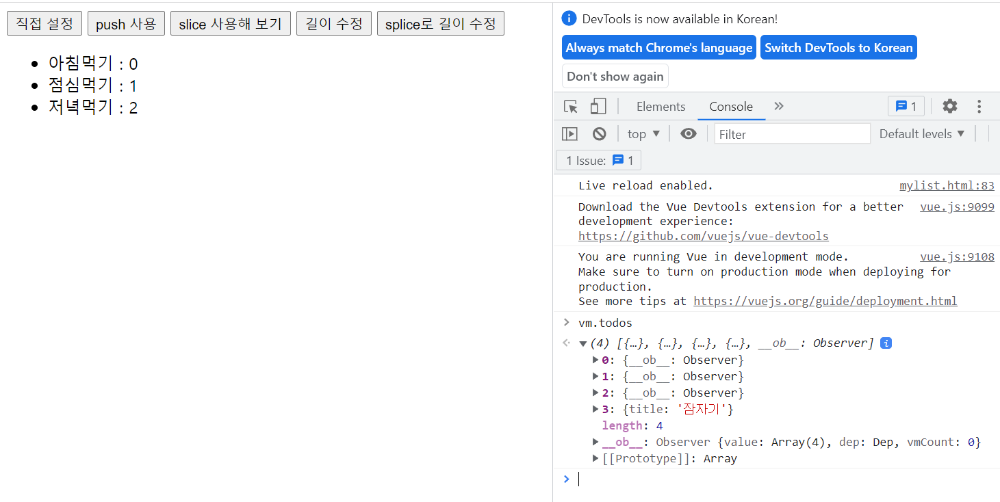 직접 설정 push 사용 slice 사용해 보기 길이 수정 splice로 길이 수정
아침먹기 : 0
점심먹기 : 1
저녁먹기 : 2
DevTools is now available in Korean!
Always match Chrome's language Switch DevTools to Korean
Don't show again
Elements Console 1
top Filter Default levels
1 Issue: 1
Live reload enabled. mylist.html:83
Download the Vue Devtools extension for a better vue.js:9099
development experience:
https://github.com/vuejs/vue-devtools
You are running Vue in development mode. vue.js:9108
Make sure to turn on production mode when deploying for
production.
See more tips at https://vuejs.org/guide/deployment.html
vm.todos
(4) [{…}, {…}, {…}, {…}, __ob__: Observer]
0: {__ob__: Observer}
1: {__ob__: Observer}
2: {__ob__: Observer}
3: {title: '잠자기'}
length: 4
__ob__: Observer {value: Array(4), dep: Dep, vmCount: 0}
[[Prototype]]: Array